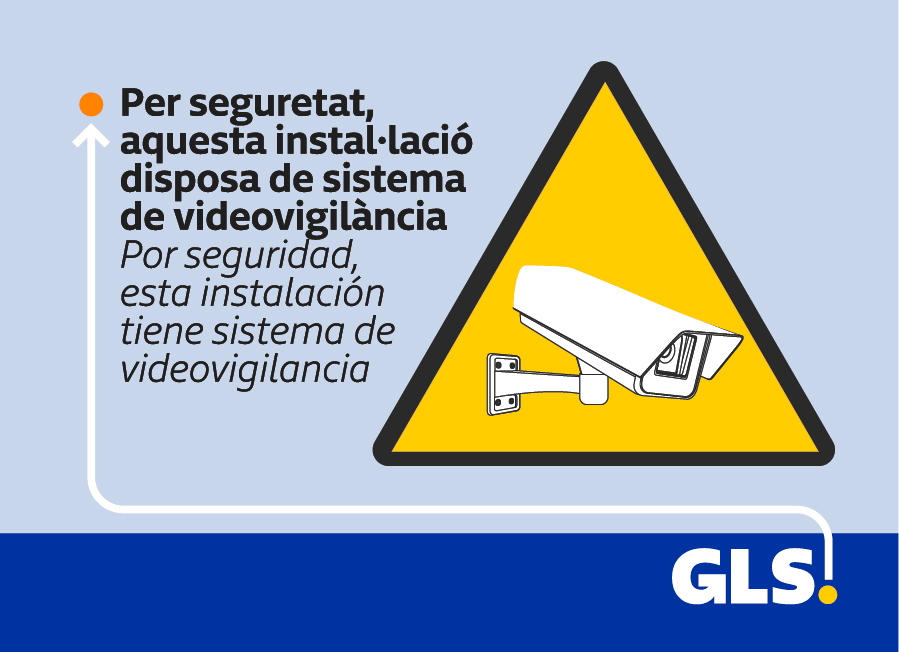 Per seguretat,
aquesta instal·lació
disposa de sistema
de videovigilància
Por seguridad,
esta instalación
tiene sistema de
videovigilancia
GLS.